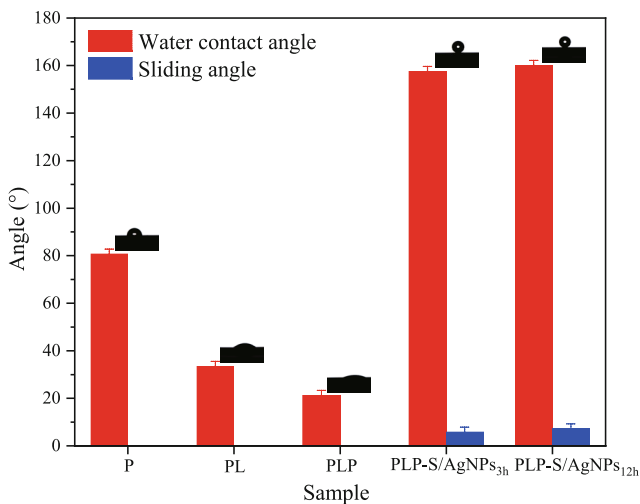 Water contact angle
Sliding angle
Angle (°)
180
160
140
120
100
80
60
40
20
0
P
PL
PLP
PLP-S/AgNPs3h
PLP-S/AgNPs12h
Sample